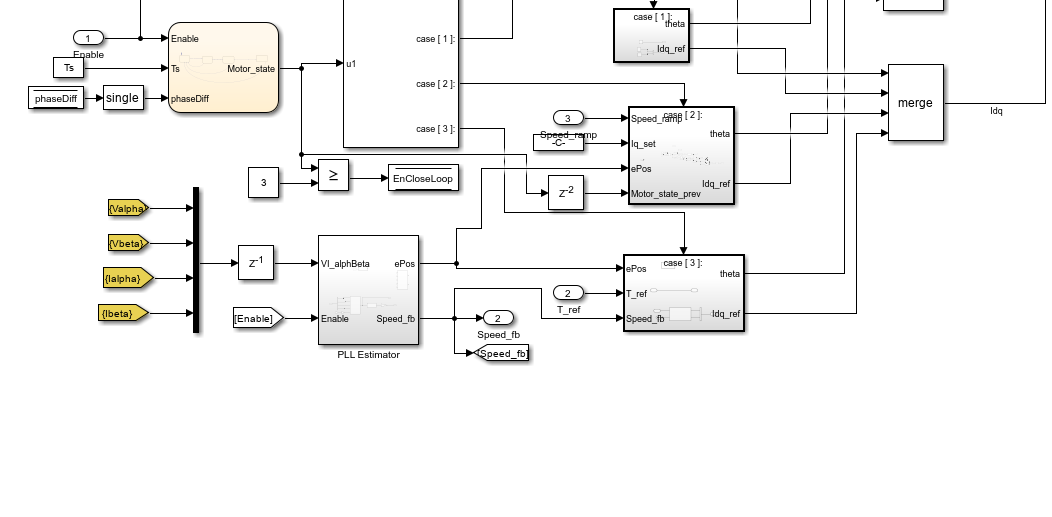 case [ 1 ]:
theta
Idq_ref
1
Enable
Enable
Ts
Ts
phaseDiff
single
phaseDiff
Motor_state
u1
case [ 1 ]:
case [ 2 ]:
case [ 3 ]:
merge
Idq
case [ 2 ]:
3
Speed_ramp
Speed_ramp
-C-
Iq_set
ePos
Motor_state_prev
theta
Idq_ref
3
≥
EnCloseLoop
Z-2
{Valpha}
{Vbeta}
{Ialpha}
{Ibeta}
Z-1
[Enable]
VI_alphBeta
ePos
Enable
Speed_fb
PLL Estimator
2
Speed_fb
[Speed_fb]
case [ 3 ]:
ePos
2
T_ref
T_ref
Speed_fb
theta
Idq_ref